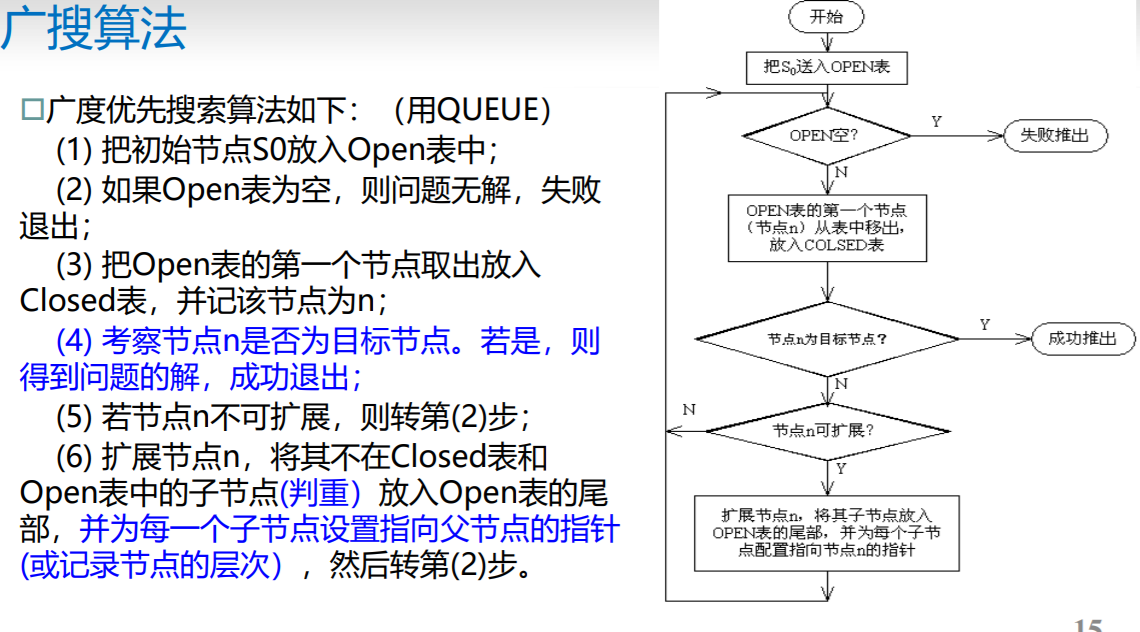 广搜算法
广度优先搜索算法如下：（用QUEUE）
(1) 把初始节点S0放入Open表中；
(2) 如果Open表为空，则问题无解，失败
退出；
(3) 把Open表的第一个节点取出放入
Closed表，并记该节点为n；
(4) 考察节点n是否为目标节点。若是，则
得到问题的解，成功退出；
(5) 若节点n不可扩展，则转第(2)步；
(6) 扩展节点n，将其不在Closed表和
Open表中的子节点(判重）放入Open表的尾
部，并为每一个子节点设置指向父节点的指针
(或记录节点的层次），然后转第(2)步。
开始
把S0送入OPEN表
OPEN空？
Y
失败推出
N
OPEN表的第一个节点
（节点n）从表中移出，
放入COLSED表
节点n为目标节点？
Y
成功推出
N
节点n可扩展？
N
Y
扩展节点n，将其子节点放入
OPEN表的尾部，并为每个子节
点配置指向节点n的指针
15